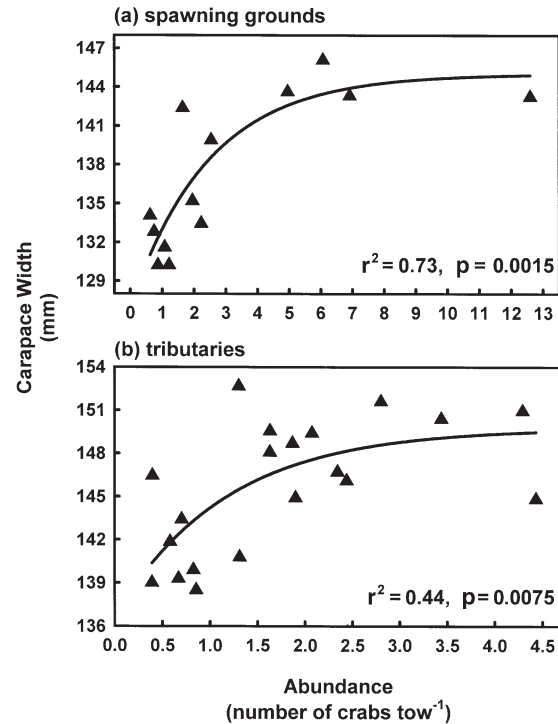 (a) spawning grounds
147
144
141
135
132
129
r² = 0.73, p = 0.0015
0 1 2 3 4 5 6 7 8 9 10 11 12 13
Carapace Width
(mm)
(b) tributaries
154
151
148
145
142
139
136
r² = 0.44, p = 0.0075
0.0 0.5 1.0 1.5 2.0 2.5 3.0 3.5 4.0 4.5
Abundance
(number of crabs tow⁻¹)